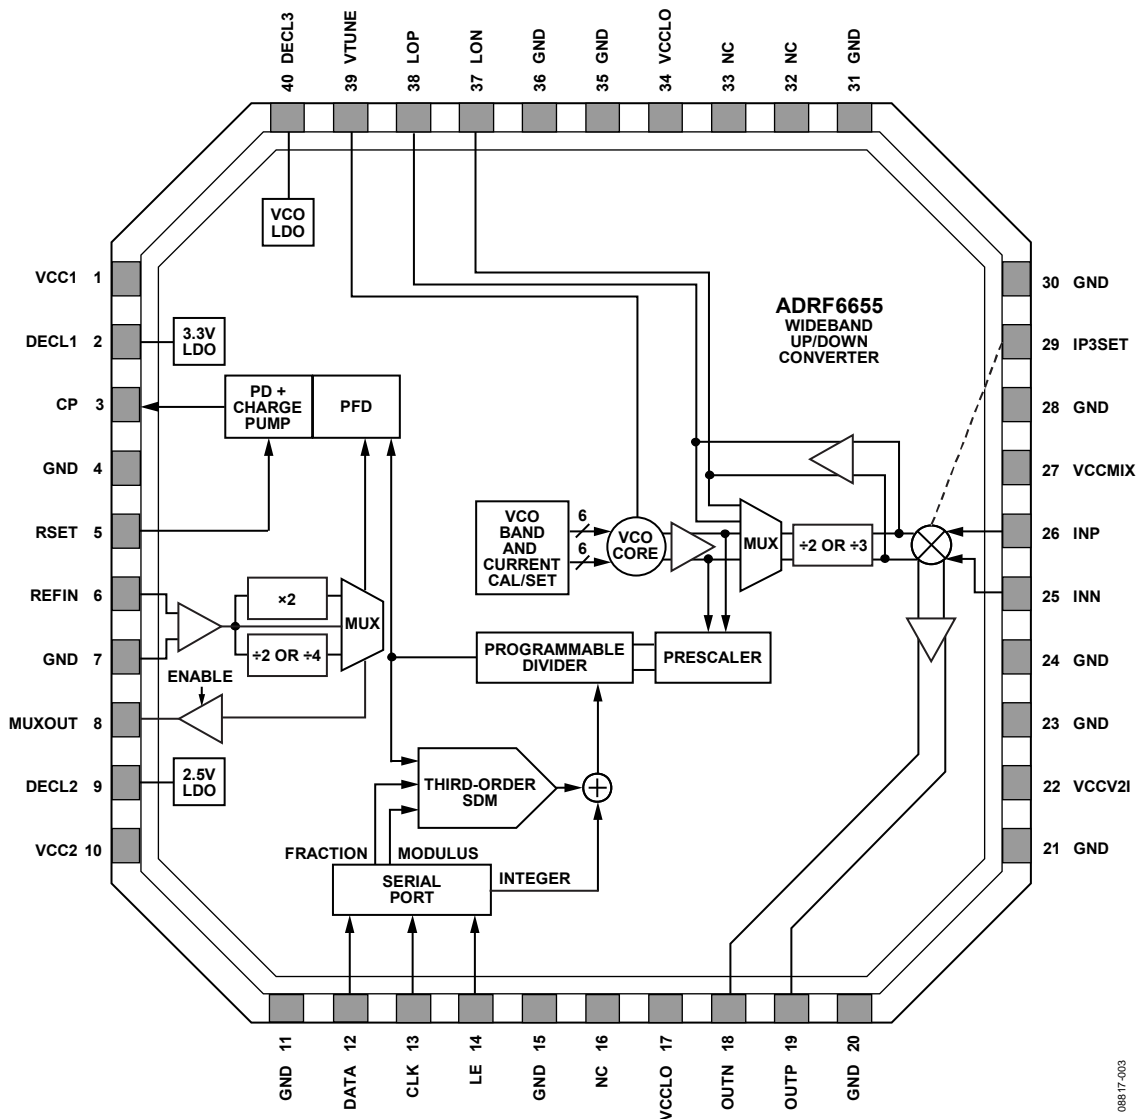 40 DECL3
39 VTUNE
38 LOP
37 LON
36 GND
35 GND
34 VCCLO
33 NC
32 NC
31 GND
VCO
LDO
VCC1 1
DECL1 2
3.3V
LDO
CP 3
PD +
CHARGE
PUMP
PFD
GND 4
RSET 5
REFIN 6
×2
MUX
GND 7
÷2 OR ÷4
ENABLE
MUXOUT 8
DECL2 9
2.5V
LDO
VCC2 10
ADRF6655
WIDEBAND
UP/DOWN
CONVERTER
VCO
BAND
AND
CURRENT
CAL/SET
6
6
VCO
CORE
MUX
÷2 OR ÷3
PROGRAMMABLE
DIVIDER
PRESCALER
THIRD-ORDER
SDM
+
FRACTION
MODULUS
SERIAL
PORT
INTEGER
30 GND
29 IP3SET
28 GND
27 VCCMIX
26 INP
25 INN
24 GND
23 GND
22 VCCV2I
21 GND
GND 11
DATA 12
CLK 13
LE 14
GND 15
NC 16
VCCLO 17
OUTN 18
OUTP 19
GND 20
08817-003